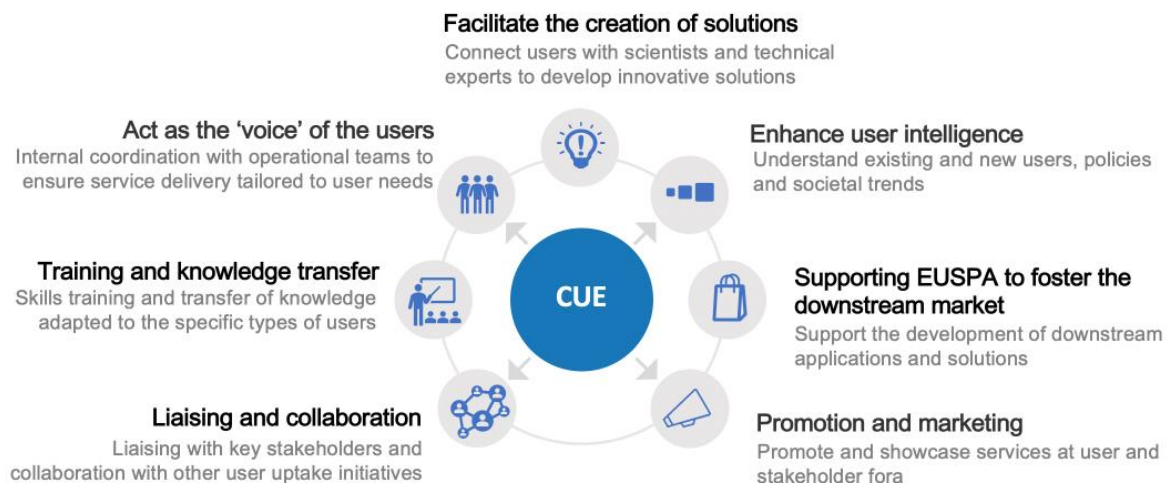 Facilitate the creation of solutions
Connect users with scientists and technical
experts to develop innovative solutions
Act as the ‘voice’ of the users
Internal coordination with operational teams to
ensure service delivery tailored to user needs
Enhance user intelligence
Understand existing and new users, policies
and societal trends
Training and knowledge transfer
Skills training and transfer of knowledge
adapted to the specific types of users
CUE
Supporting EUSPA to foster the
downstream market
Support the development of downstream
applications and solutions
Liaising and collaboration
Liaising with key stakeholders and
collaboration with other user uptake initiatives
Promotion and marketing
Promote and showcase services at user and
stakeholder fora